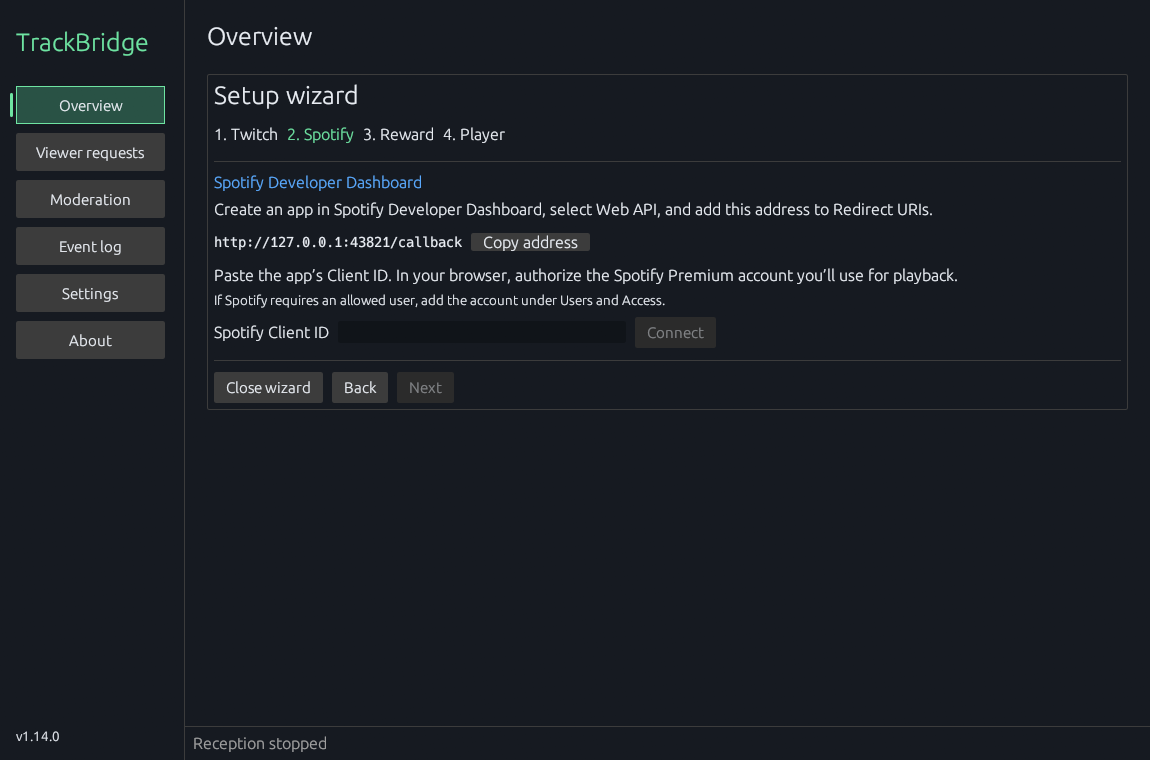 TrackBridge
Overview
Viewer requests
Moderation
Event log
Settings
About
v1.14.0
Overview
Setup wizard
1. Twitch 2. Spotify 3. Reward 4. Player
Spotify Developer Dashboard
Create an app in Spotify Developer Dashboard, select Web API, and add this address to Redirect URIs.
http://127.0.0.1:43821/callback Copy address
Paste the app’s Client ID. In your browser, authorize the Spotify Premium account you’ll use for playback.
If Spotify requires an allowed user, add the account under Users and Access.
Spotify Client ID Connect
Close wizard Back Next
Reception stopped